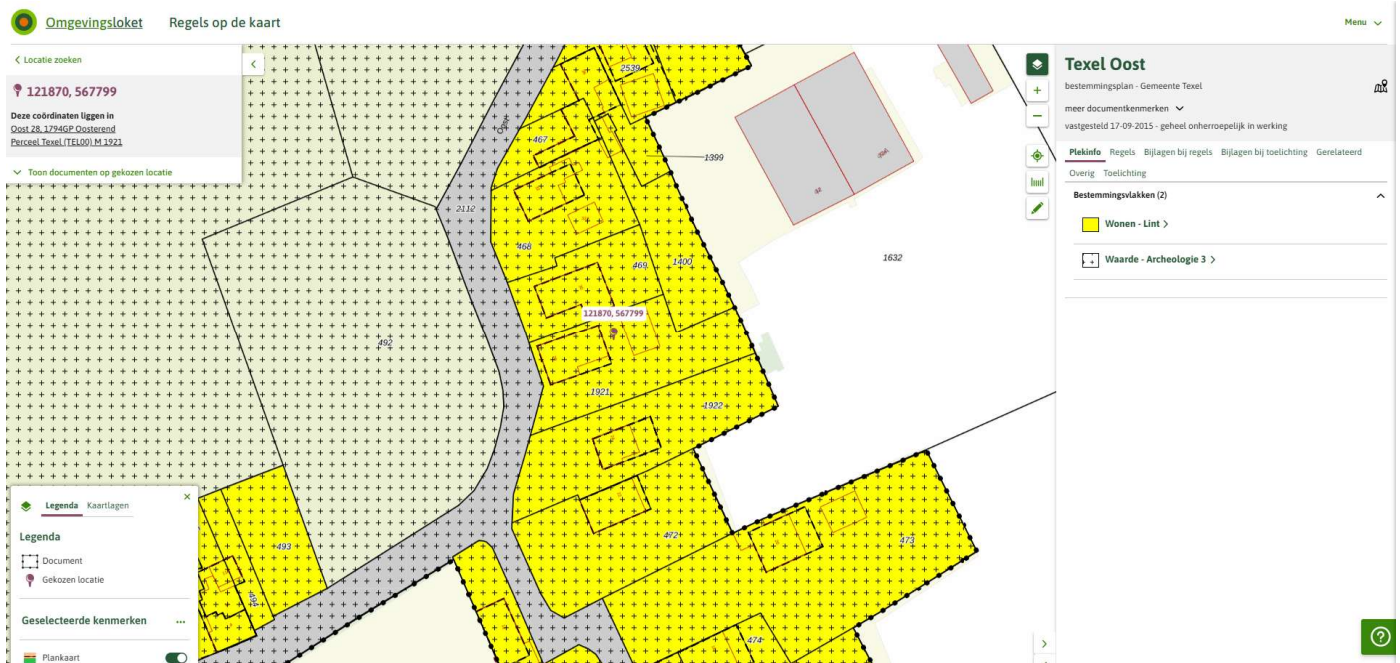 Omgevingsloket Regels op de kaart Menu
Locatie zoeken
121870, 567799
Deze coördinaten liggen in
Oost 28, 1794GP Oosterend
Perceel Texel (TEL00) M 1921
Toon documenten op gekozen locatie
Oost
2539
467
1399
2112
468
469
1400
1632
121870, 567799
492
1921
1922
472
473
493
494
474
Legenda Kaartlagen
Legenda
Document
Gekozen locatie
Geselecteerde kenmerken ...
Plankaart
Texel Oost
bestemmingsplan - Gemeente Texel
meer documentkenmerken
vastgesteld 17-09-2015 - geheel onherroepelijk in werking
Plekinfo Regels Bijlagen bij regels Bijlagen bij toelichting Gerelateerd
Overig Toelichting
Bestemmingsvlakken (2)
Wonen - Lint >
Waarde - Archeologie 3 >